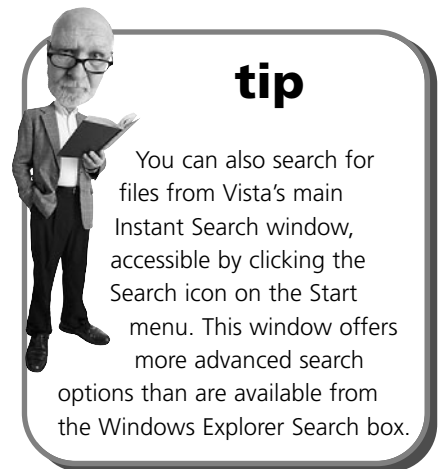 tip
You can also search for
files from Vista's main
Instant Search window,
accessible by clicking the
Search icon on the Start
menu. This window offers
more advanced search
options than are available from
the Windows Explorer Search box.